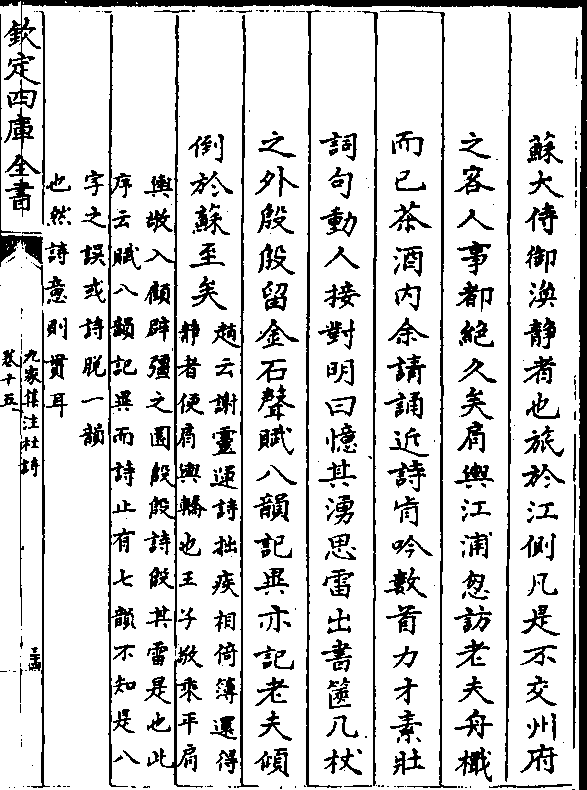 蘇大侍御渙靜者也旅於江側凡是不交州府
之客人事都絶久矣肩輿江浦忽訪老夫舟檝
而已茶酒内余請誦近詩肯吟數首力才素壯
詞句動人接對明日憶其湧思雷出書篋几杖
之外殷殷留金石聲賦八韻記異亦記老夫傾
倒於蘇至矣
趙云謝靈運詩拙疾相倚簿還得
静者便肩輿轎也王子敬乘平肩
輿徑入顧辟疆之園殷殷詩殷其雷是也此
序云賦八韻記異而詩止有七韻不知是八
字之誤或詩脱一韻
也然詩意則貫耳
欽定四庫全書
九家集注杜詩
卷十五